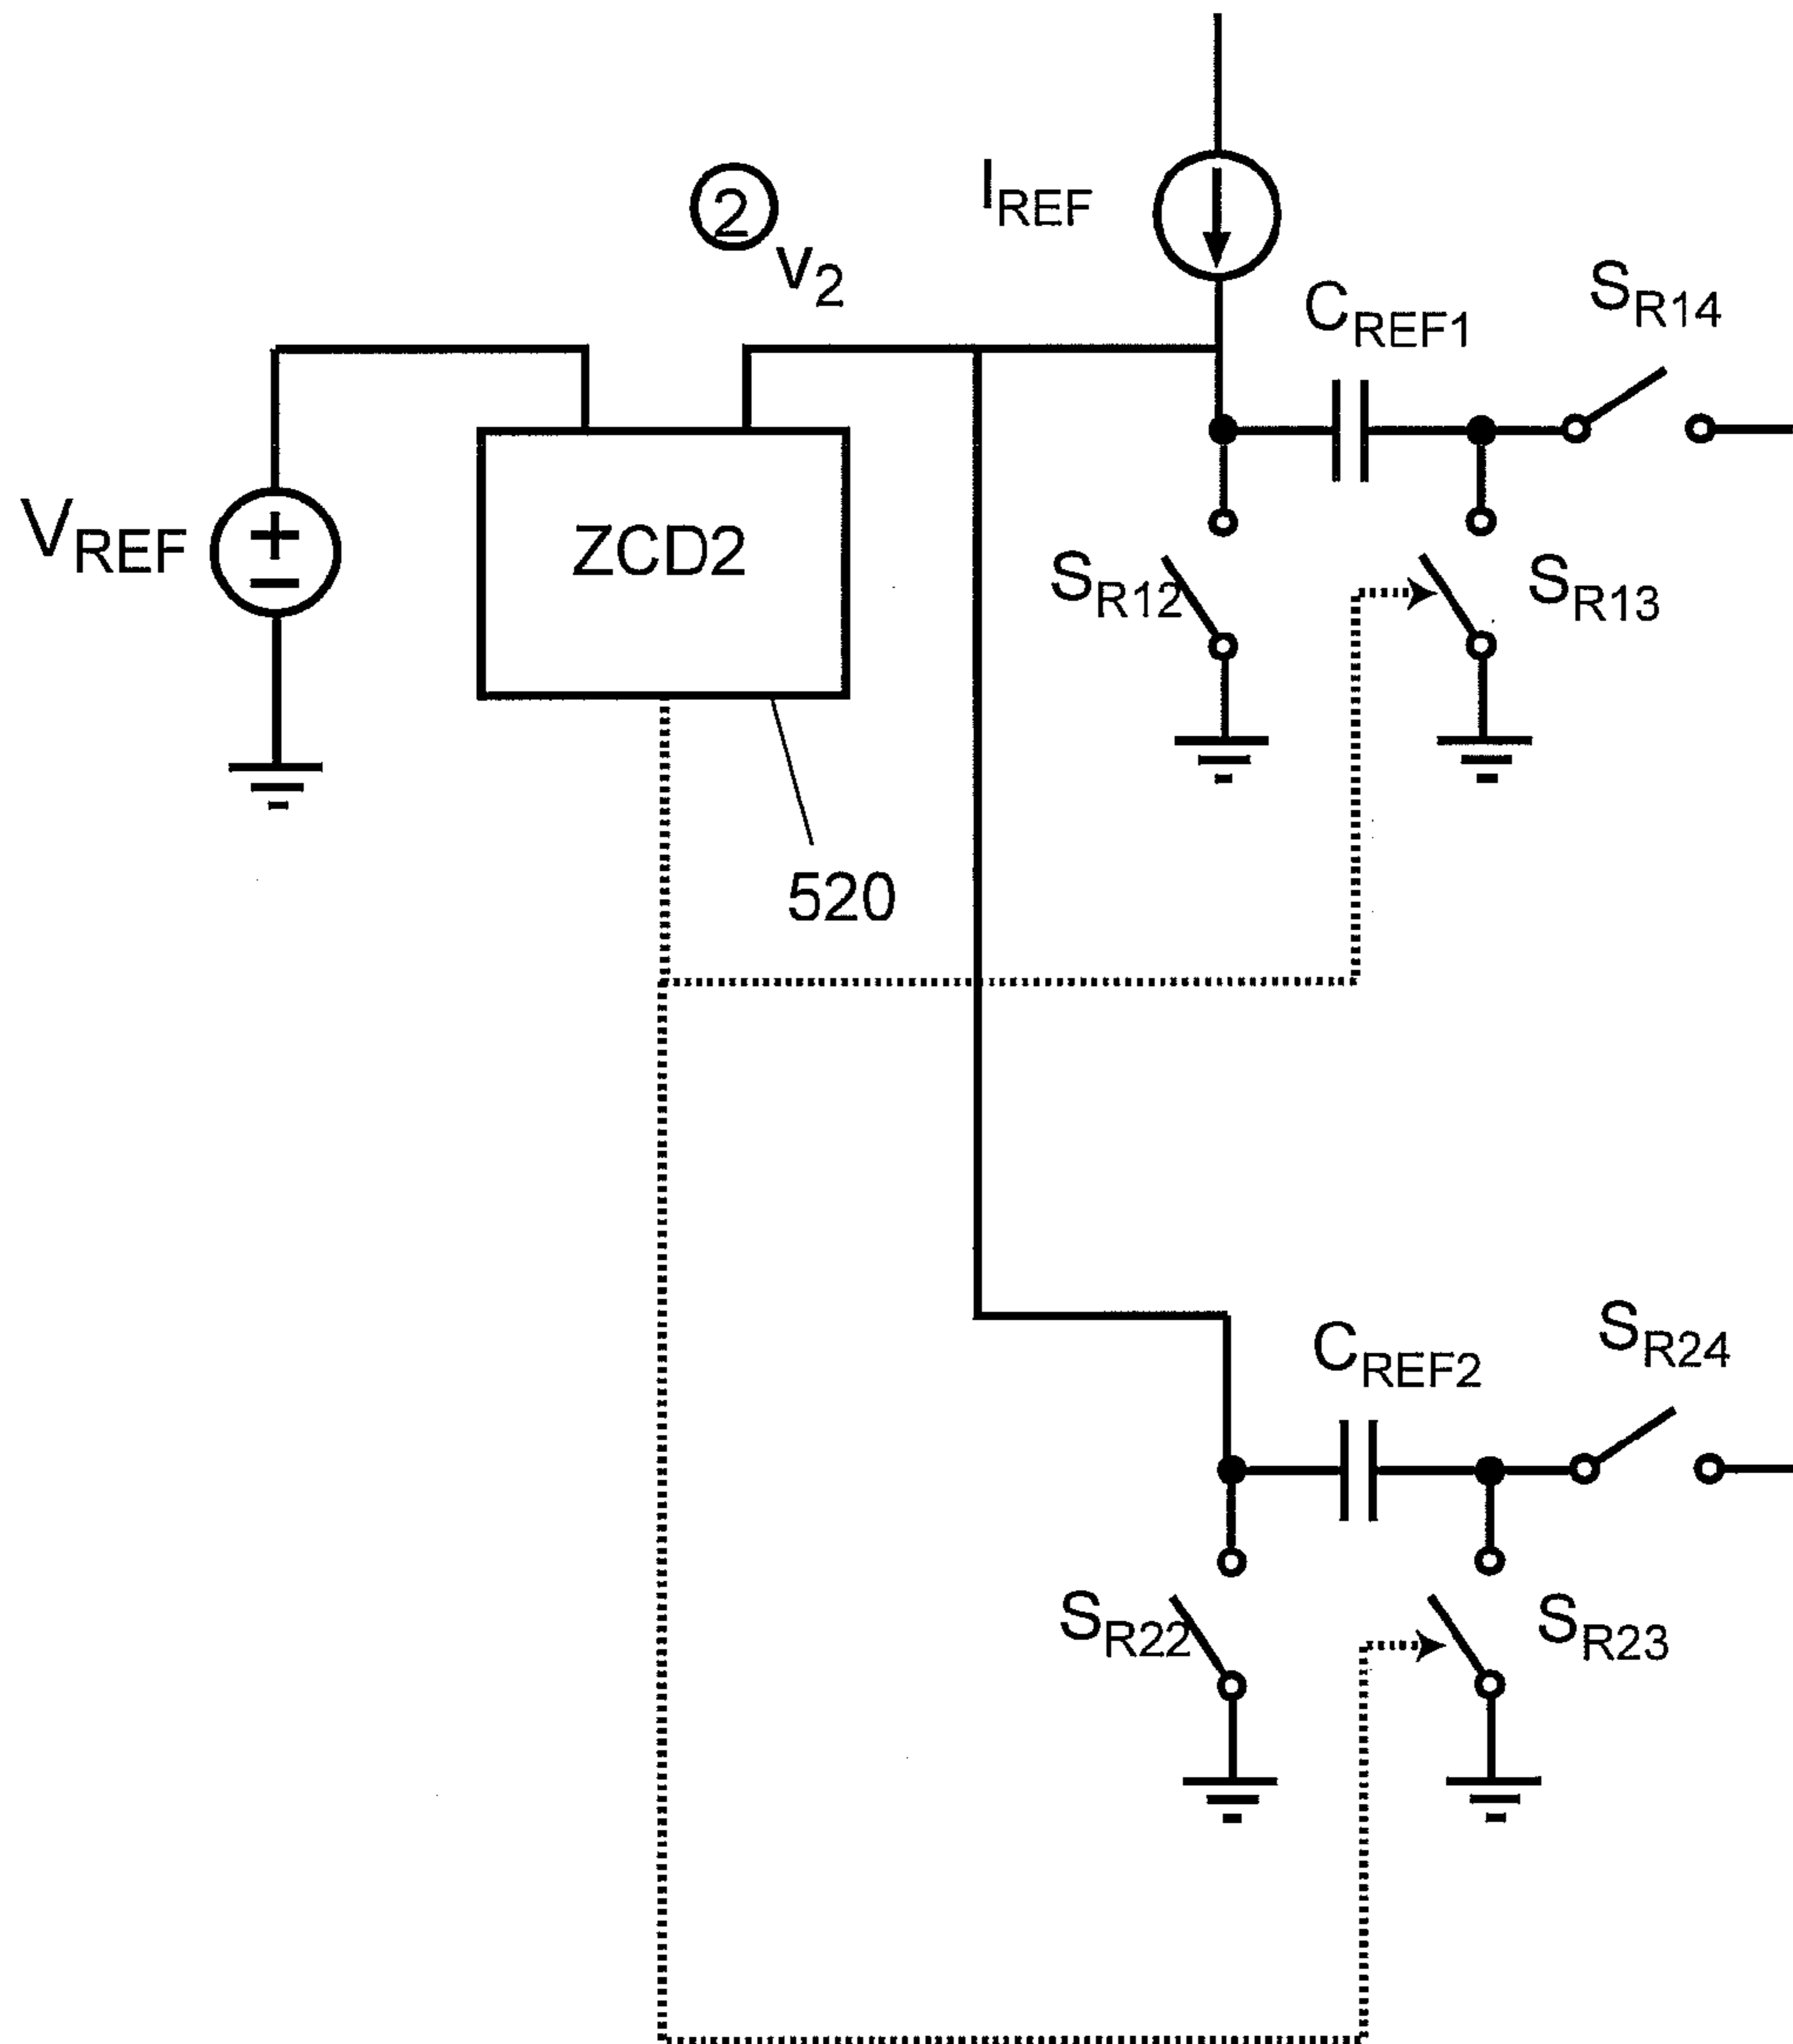 2
V2
IREF
CREF1
SR14
VREF
+
−
ZCD2
SR12
SR13
520
CREF2
SR24
SR22
SR23